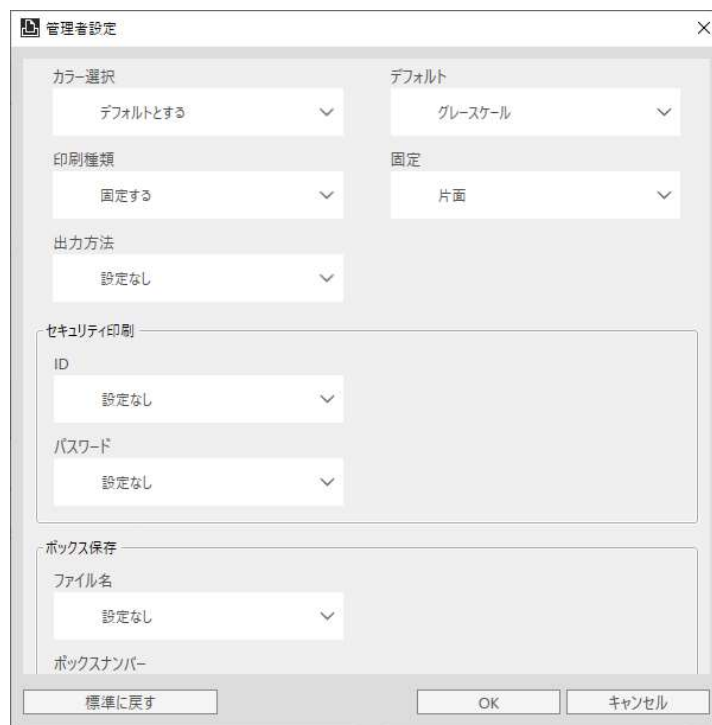 管理者設定
カラー選択 デフォルト
デフォルトとする グレースケール
印刷種類 固定
固定する 片面
出力方法
設定なし
セキュリティ印刷
ID
設定なし
パスワード
設定なし
ボックス保存
ファイル名
設定なし
ボックスナンバー
標準に戻す OK キャンセル